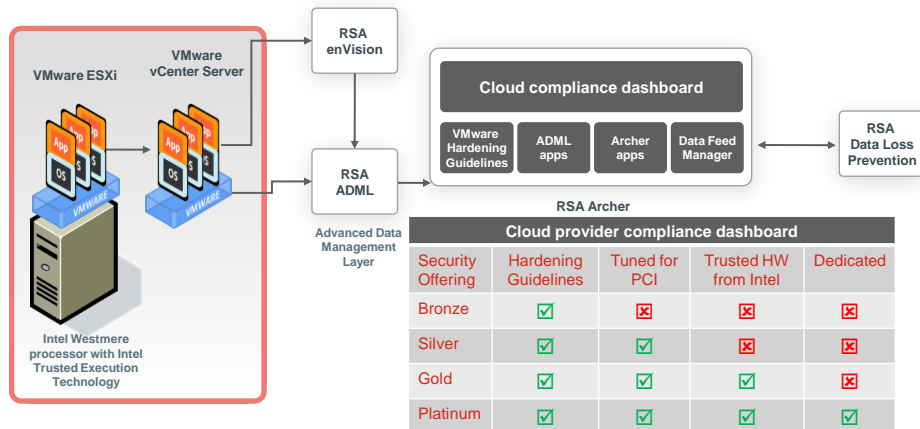 VMware ESXi
VMware
vCenter Server
App
OS
VMWARE
App
OS
VMWARE
Intel Westmere
processor with Intel
Trusted Execution
Technology
RSA
enVision
RSA
ADML
Advanced Data
Management
Layer
Cloud compliance dashboard
VMware
Hardening
Guidelines
ADML
apps
Archer
apps
Data Feed
Manager
RSA
Data Loss
Prevention
RSA Archer
Cloud provider compliance dashboard
Security
Offering
Hardening
Guidelines
Tuned for
PCI
Trusted HW
from Intel
Dedicated
Bronze
Silver
Gold
Platinum